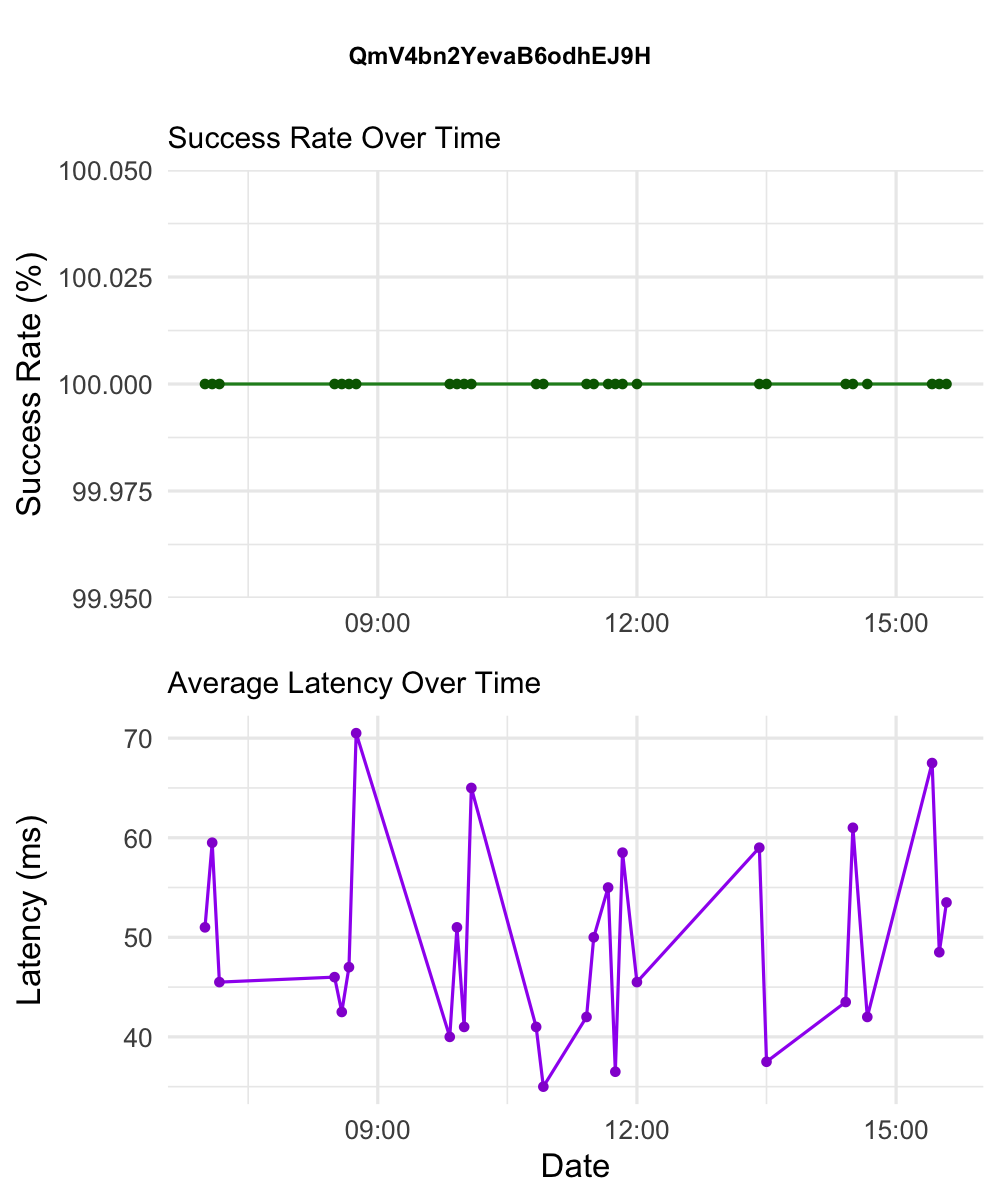 QmV4bn2YevaB6odhEJ9H
Success Rate Over Time
Success Rate (%)
100.050
100.025
100.000
99.975
99.950
09:00 12:00 15:00
Average Latency Over Time
Latency (ms)
70
60
50
40
09:00 12:00 15:00
Date